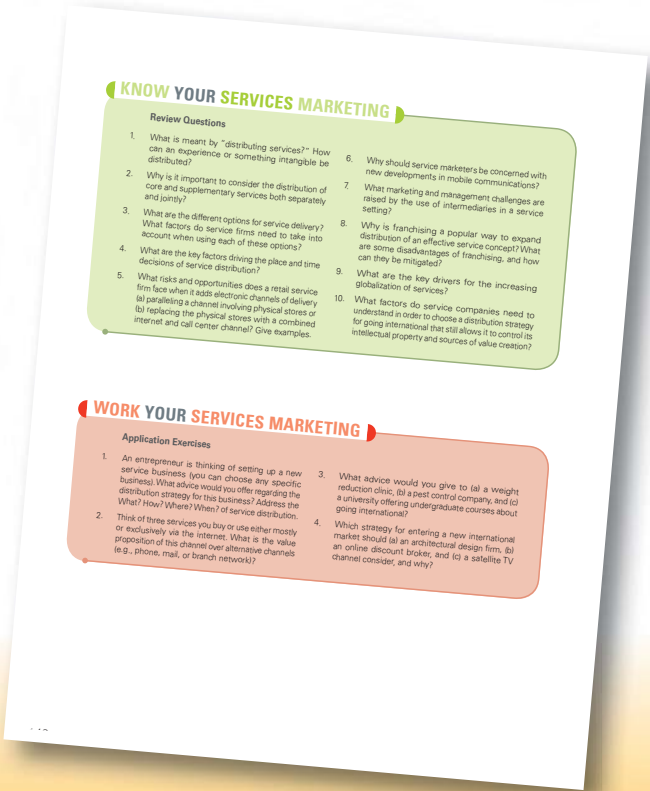 KNOW YOUR SERVICES MARKETING
Review Questions
1. What is meant by "distributing services?" How
can an experience or something intangible be
distributed?
2. Why is it important to consider the distribution of
core and supplementary services both separately
and jointly?
3. What are the different options for service delivery?
What factors do service firms need to take into
account when using each of these options?
4. What are the key factors driving the place and time
decisions of service distribution?
5. What risks and opportunities does a retail service
firm face when it adds electronic channels of delivery
(a) paralleling a channel involving physical stores or
(b) replacing the physical stores with a combined
internet and call center channel? Give examples.
6. Why should service marketers be concerned with
new developments in mobile communications?
7. What marketing and management challenges are
raised by the use of intermediaries in a service
setting?
8. Why is franchising a popular way to expand
distribution of an effective service concept? What
are some disadvantages of franchising, and how
can they be mitigated?
9. What are the key drivers for the increasing
globalization of services?
10. What factors do service companies need to
understand in order to choose a distribution strategy
for going international that still allows it to control its
intellectual property and sources of value creation?
WORK YOUR SERVICES MARKETING
Application Exercises
1. An entrepreneur is thinking of setting up a new
service business (you can choose any specific
business). What advice would you offer regarding the
distribution strategy for this business? Address the
What? How? Where? When? of service distribution.
2. Think of three services you buy or use either mostly
or exclusively via the internet. What is the value
proposition of this channel over alternative channels
(e.g., phone, mail, or branch network)?
3. What advice would you give to (a) a weight
reduction clinic, (b) a pest control company, and (c)
a university offering undergraduate courses about
going international?
4. Which strategy for entering a new international
market should (a) an architectural design firm, (b)
an online discount broker, and (c) a satellite TV
channel consider, and why?